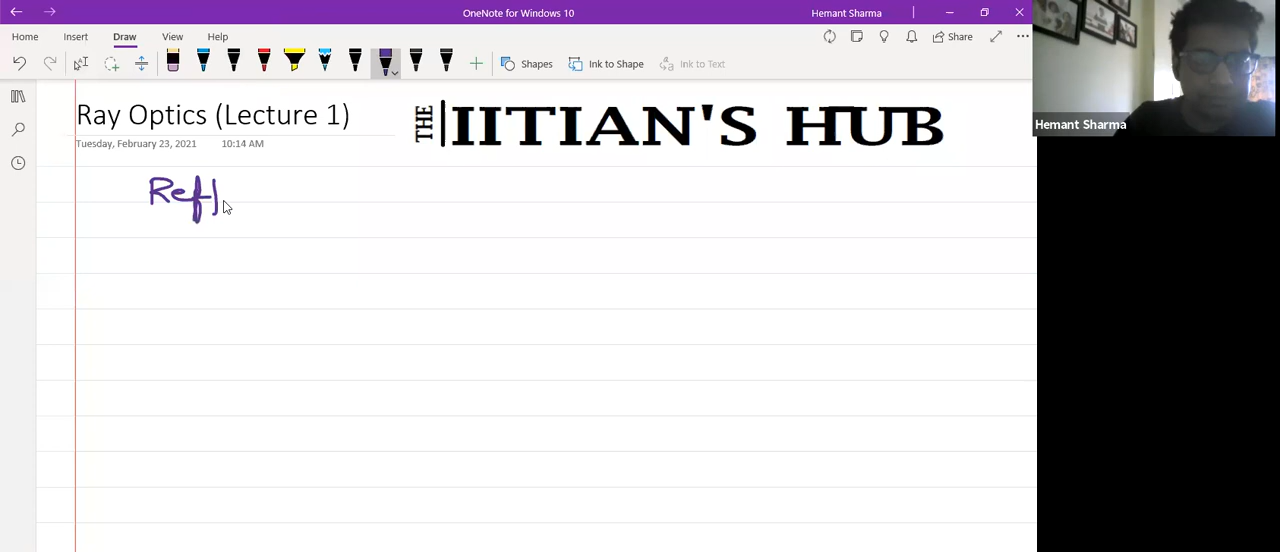 OneNote for Windows 10
Hemant Sharma
Home Insert Draw View Help
Share
Shapes Ink to Shape Ink to Text
Ray Optics (Lecture 1)
THE IITIAN'S HUB
Tuesday, February 23, 2021 10:14 AM
Refl
Hemant Sharma